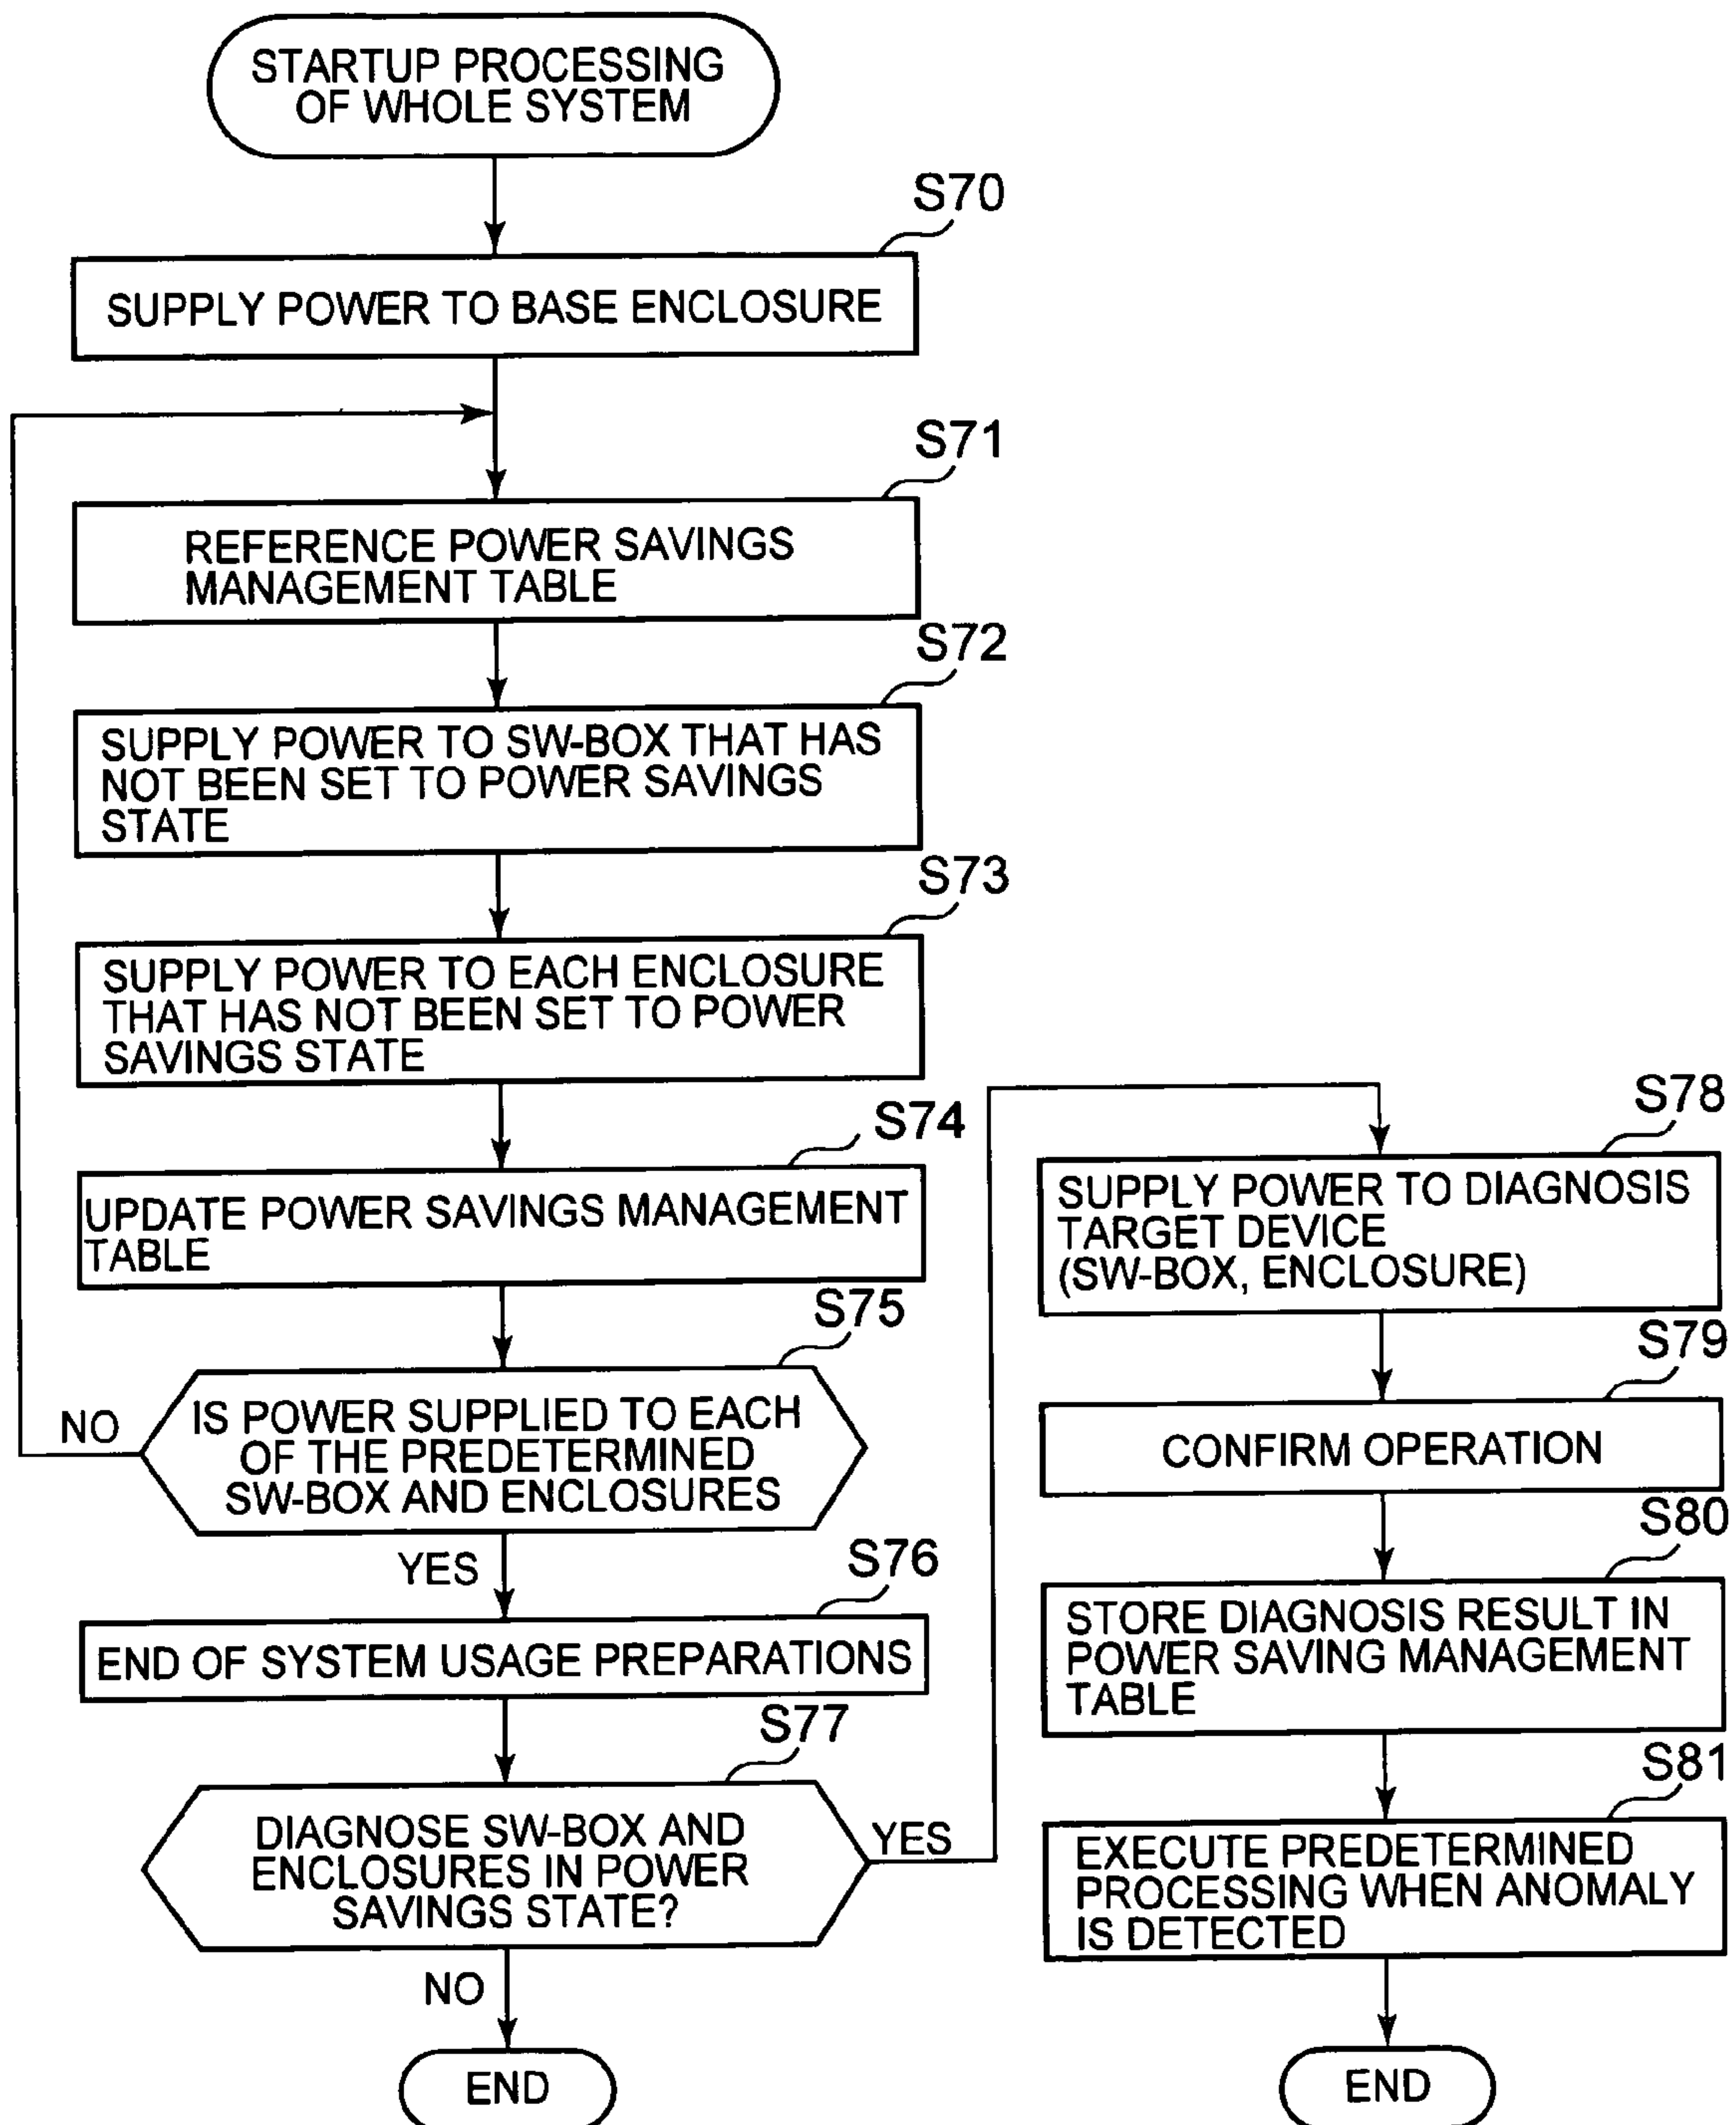 STARTUP PROCESSING
OF WHOLE SYSTEM
S70
SUPPLY POWER TO BASE ENCLOSURE
S71
REFERENCE POWER SAVINGS
MANAGEMENT TABLE
S72
SUPPLY POWER TO SW-BOX THAT HAS
NOT BEEN SET TO POWER SAVINGS
STATE
S73
SUPPLY POWER TO EACH ENCLOSURE
THAT HAS NOT BEEN SET TO POWER
SAVINGS STATE
S74
UPDATE POWER SAVINGS MANAGEMENT
TABLE
S75
IS POWER SUPPLIED TO EACH
OF THE PREDETERMINED
SW-BOX AND ENCLOSURES
NO
YES
S76
END OF SYSTEM USAGE PREPARATIONS
S77
DIAGNOSE SW-BOX AND
ENCLOSURES IN POWER
SAVINGS STATE?
YES
NO
END
S78
SUPPLY POWER TO DIAGNOSIS
TARGET DEVICE
(SW-BOX, ENCLOSURE)
S79
CONFIRM OPERATION
S80
STORE DIAGNOSIS RESULT IN
POWER SAVING MANAGEMENT
TABLE
S81
EXECUTE PREDETERMINED
PROCESSING WHEN ANOMALY
IS DETECTED
END